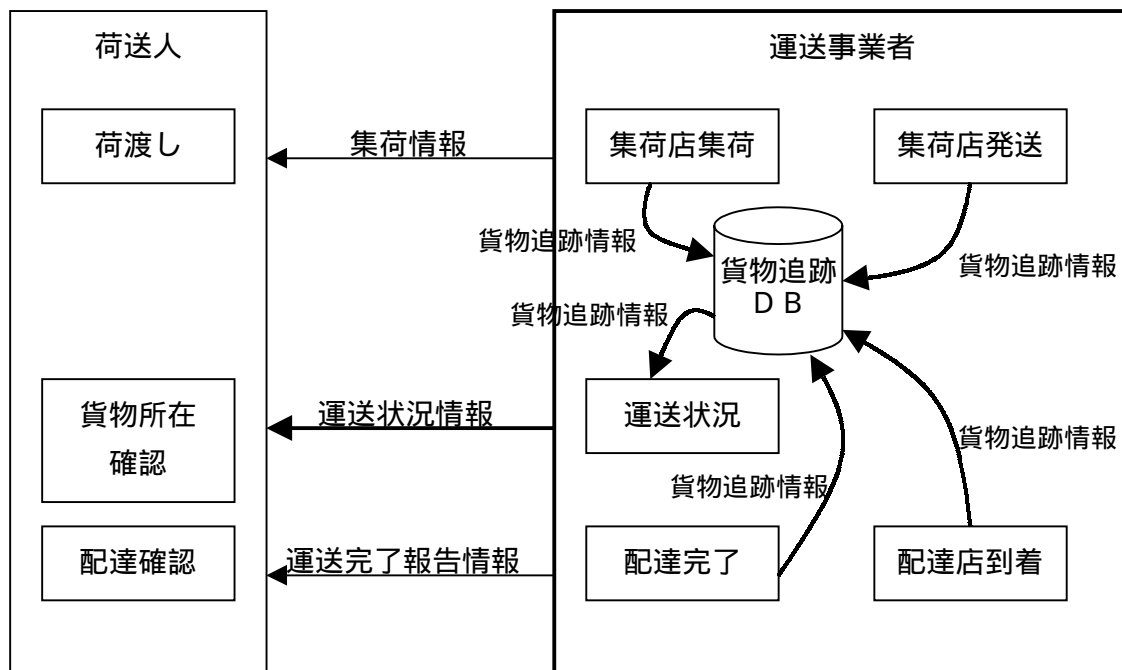 荷送人
運送事業者
荷渡し
集荷情報
集荷店集荷
集荷店発送
貨物追跡情報
貨物追跡
ＤＢ
貨物追跡情報
貨物追跡情報
貨物所在
確認
運送状況情報
運送状況
貨物追跡情報
貨物追跡情報
配達確認
運送完了報告情報
配達完了
配達店到着